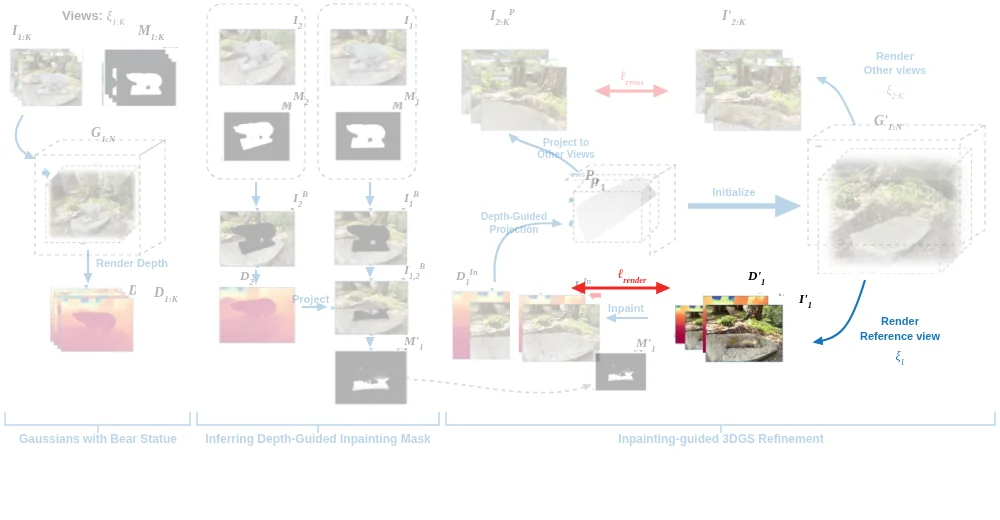 Views: ξ1:K
I1:K
M1:K
G1:N
Render Depth
D
D1:K
Gaussians with Bear Statue
I2
I1
M2
M1
M
M
I2B
I1B
D2
Project
I1,2B
M'1
Inferring Depth-Guided Inpainting Mask
I2:KP
I'2:K
ℓcross
Render
Other views
ξ2:K
G'1:N
Project to
Other Views
P1
Depth-Guided
Projection
Initialize
D1In
In
ℓrender
D'1
I'1
Inpaint
M'1
Render
Reference view
ξ1
Inpainting-guided 3DGS Refinement